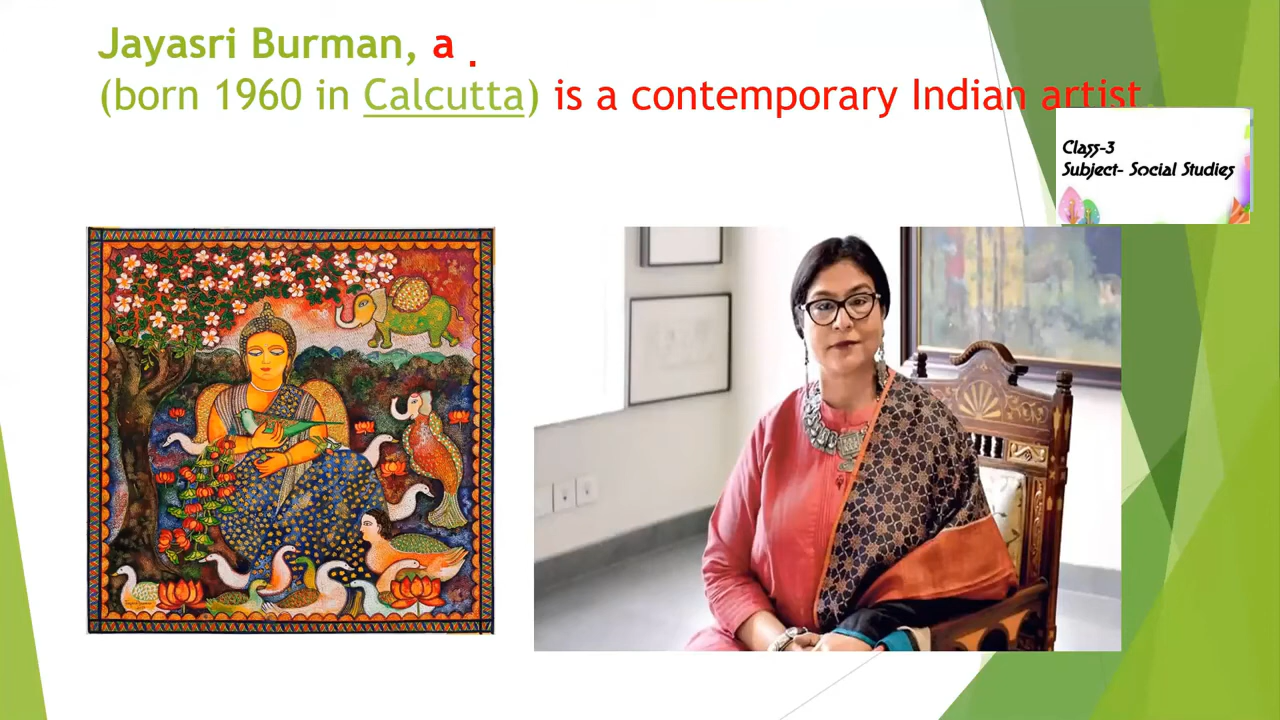 Jayasri Burman, a .
(born 1960 in Calcutta) is a contemporary Indian artist.
Class-3
Subject- Social Studies